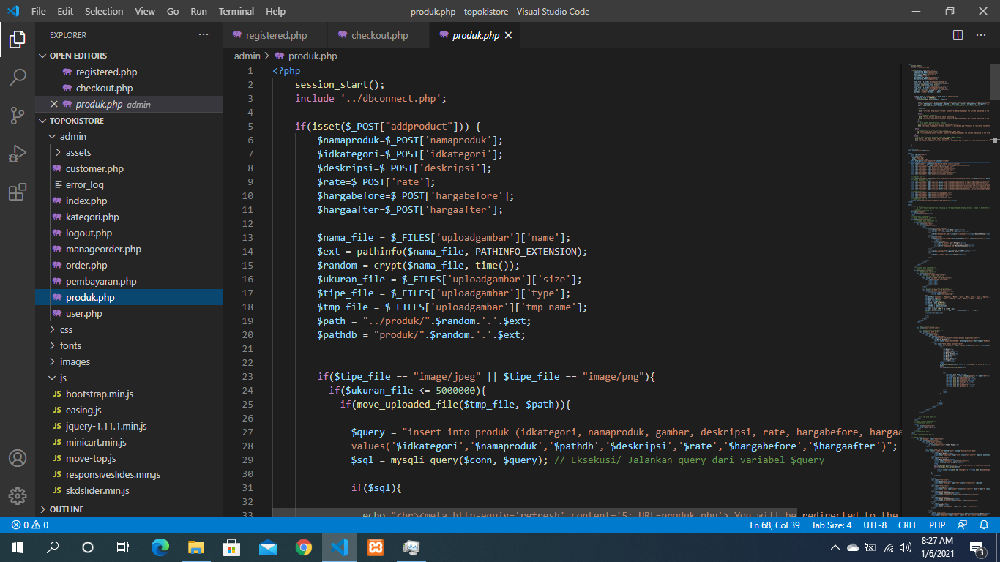 File Edit Selection View Go Run Terminal Help
produk.php - topokistore - Visual Studio Code
EXPLORER
OPEN EDITORS
registered.php
checkout.php
produk.php admin
TOPOKISTORE
admin
assets
customer.php
error_log
index.php
kategori.php
logout.php
manageorder.php
order.php
pembayaran.php
produk.php
user.php
css
fonts
images
js
JS bootstrap.min.js
JS easing.js
JS jquery-1.11.1.min.js
JS minicart.min.js
JS move-top.js
JS responsiveslides.min.js
JS skdslider.min.js
OUTLINE
registered.php checkout.php produk.php
admin > produk.php
1 <?php
2 session_start();
3 include '../dbconnect.php';
4
5 if(isset($_POST["addproduct"])) {
6 $namaproduk=$_POST['namaproduk'];
7 $idkategori=$_POST['idkategori'];
8 $deskripsi=$_POST['deskripsi'];
9 $rate=$_POST['rate'];
10 $hargabefore=$_POST['hargabefore'];
11 $hargaafter=$_POST['hargaafter'];
12
13 $nama_file = $_FILES['uploadgambar']['name'];
14 $ext = pathinfo($nama_file, PATHINFO_EXTENSION);
15 $random = crypt($nama_file, time());
16 $ukuran_file = $_FILES['uploadgambar']['size'];
17 $tipe_file = $_FILES['uploadgambar']['type'];
18 $tmp_file = $_FILES['uploadgambar']['tmp_name'];
19 $path = "../produk/".$random.'.'.$ext;
20 $pathdb = "produk/".$random.'.'.$ext;
21
22
23 if($tipe_file == "image/jpeg" || $tipe_file == "image/png"){
24 if($ukuran_file <= 5000000){
25 if(move_uploaded_file($tmp_file, $path)){
26
27 $query = "insert into produk (idkategori, namaproduk, gambar, deskripsi, rate, hargabefore, hargaa
28 values('$idkategori','$namaproduk','$pathdb','$deskripsi','$rate','$hargabefore','$hargaafter')";
29 $sql = mysqli_query($conn, $query); // Eksekusi/ Jalankan query dari variabel $query
30
31 if($sql){
32
33 echo "<br><meta http-equiv='refresh' content='5; URL=produk.php'> You will be redirected to the
0 0
Ln 68, Col 39 Tab Size: 4 UTF-8 CRLF PHP
8:27 AM
1/6/2021
3